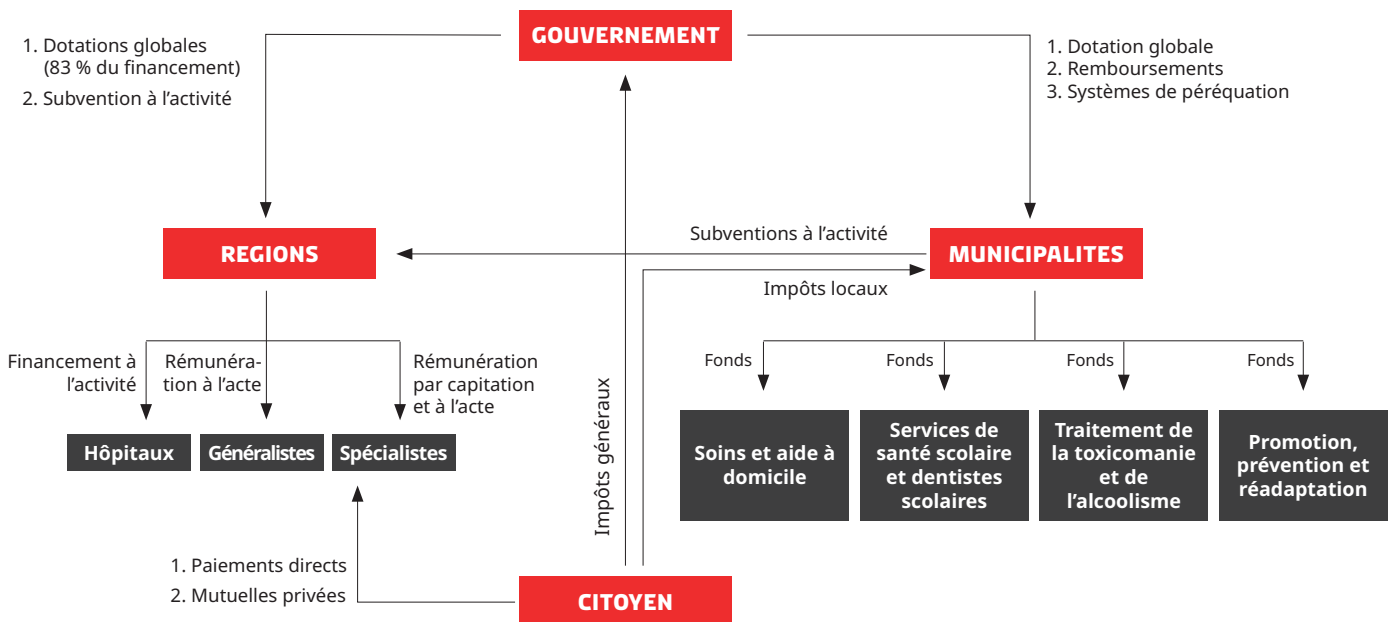 GOUVERNEMENT
1. Dotations globales
(83 % du financement)
2. Subvention à l’activité
1. Dotation globale
2. Remboursements
3. Systèmes de péréquation
REGIONS
Subventions à l’activité
MUNICIPALITES
Impôts locaux
Financement à
l’activité
Rémunéra-
tion à l’acte
Rémunération
par capitation
et à l’acte
Hôpitaux
Généralistes
Spécialistes
Impôts généraux
Fonds
Fonds
Fonds
Fonds
Soins et aide à
domicile
Services de
santé scolaire
et dentistes
scolaires
Traitement de
la toxicomanie
et de
l’alcoolisme
Promotion,
prévention et
réadaptation
1. Paiements directs
2. Mutuelles privées
CITOYEN